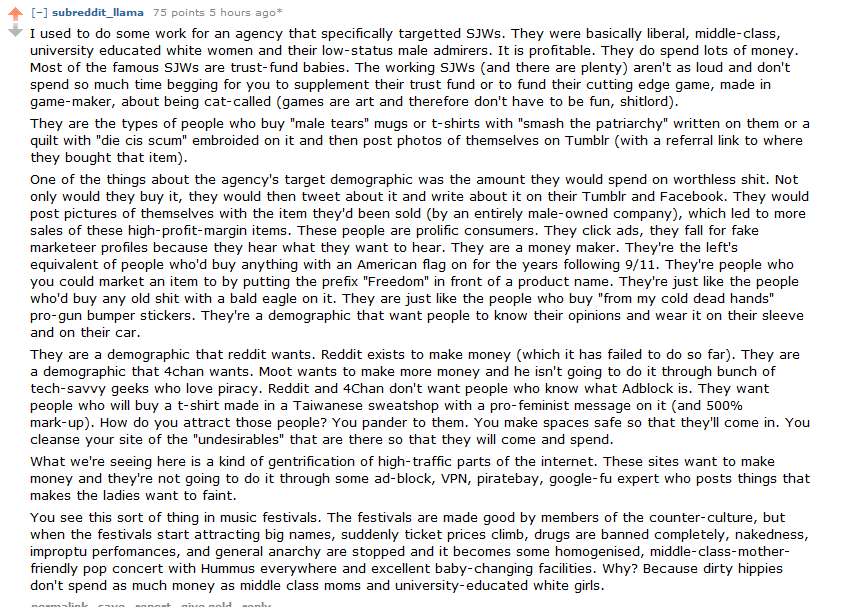 [–] subreddit_llama 75 points 5 hours ago*
I used to do some work for an agency that specifically targetted SJWs. They were basically liberal, middle-class,
university educated white women and their low-status male admirers. It is profitable. They do spend lots of money.
Most of the famous SJWs are trust-fund babies. The working SJWs (and there are plenty) aren't as loud and don't
spend so much time begging for you to supplement their trust fund or to fund their cutting edge game, made in
game-maker, about being cat-called (games are art and therefore don't have to be fun, shitlord).
They are the types of people who buy "male tears" mugs or t-shirts with "smash the patriarchy" written on them or a
quilt with "die cis scum" embroided on it and then post photos of themselves on Tumblr (with a referral link to where
they bought that item).
One of the things about the agency's target demographic was the amount they would spend on worthless shit. Not
only would they buy it, they would then tweet about it and write about it on their Tumblr and Facebook. They would
post pictures of themselves with the item they'd been sold (by an entirely male-owned company), which led to more
sales of these high-profit-margin items. These people are prolific consumers. They click ads, they fall for fake
marketeer profiles because they hear what they want to hear. They are a money maker. They're the left's
equivalent of people who'd buy anything with an American flag on for the years following 9/11. They're people who
you could market an item to by putting the prefix "Freedom" in front of a product name. They're just like the people
who'd buy any old shit with a bald eagle on it. They are just like the people who buy "from my cold dead hands"
pro-gun bumper stickers. They're a demographic that want people to know their opinions and wear it on their sleeve
and on their car.
They are a demographic that reddit wants. Reddit exists to make money (which it has failed to do so far). They are
a demographic that 4chan wants. Moot wants to make more money and he isn't going to do it through bunch of
tech-savvy geeks who love piracy. Reddit and 4Chan don't want people who know what Adblock is. They want
people who will buy a t-shirt made in a Taiwanese sweatshop with a pro-feminist message on it (and 500%
mark-up). How do you attract those people? You pander to them. You make spaces safe so that they'll come in. You
cleanse your site of the "undesirables" that are there so that they will come and spend.
What we're seeing here is a kind of gentrification of high-traffic parts of the internet. These sites want to make
money and they're not going to do it through some ad-block, VPN, piratebay, google-fu expert who posts things that
makes the ladies want to faint.
You see this sort of thing in music festivals. The festivals are made good by members of the counter-culture, but
when the festivals start attracting big names, suddenly ticket prices climb, drugs are banned completely, nakedness,
improptu perfomances, and general anarchy are stopped and it becomes some homogenised, middle-class-mother-
friendly pop concert with Hummus everywhere and excellent baby-changing facilities. Why? Because dirty hippies
don't spend as much money as middle class moms and university-educated white girls.
permalink save report give gold reply